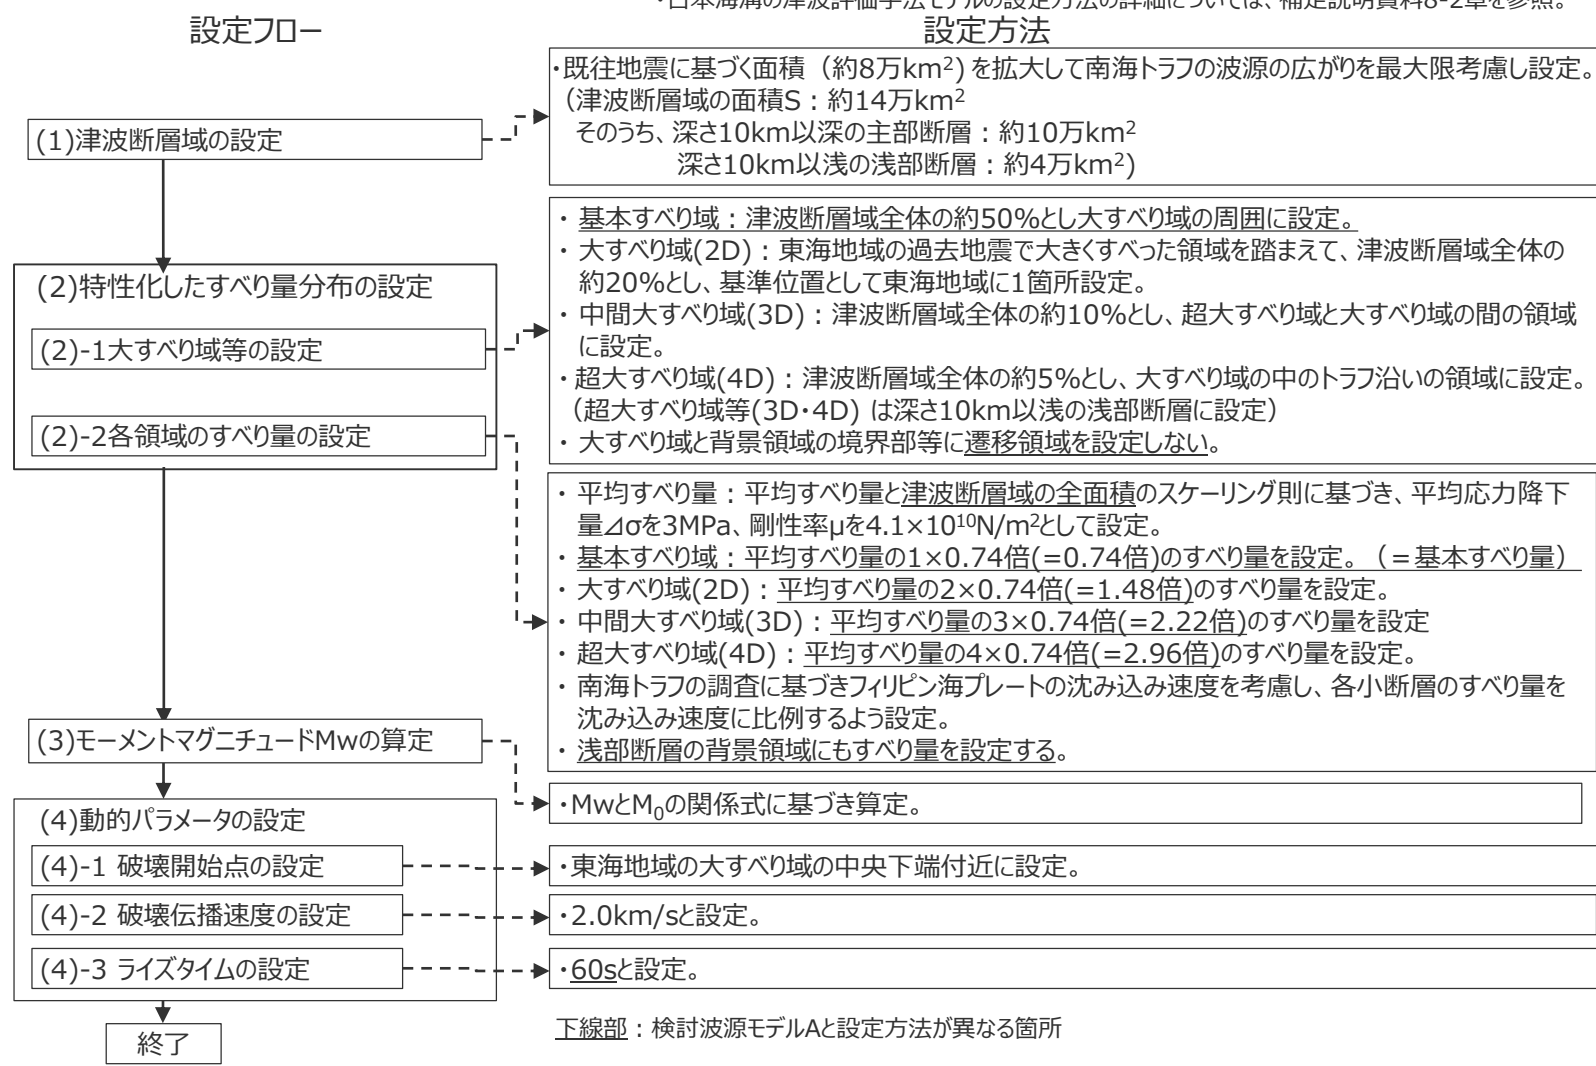 ・日本海溝の津波評価手法モデルの設定方法の詳細については、補足説明資料8-2章を参照。
設定フロー
設定方法
(1)津波断層域の設定
・既往地震に基づく面積（約8万km²) を拡大して南海トラフの波源の広がりを最大限考慮し設定。
（津波断層域の面積S：約14万km²
そのうち、深さ10km以深の主部断層：約10万km²
深さ10km以浅の浅部断層：約4万km²)
(2)特性化したすべり量分布の設定
(2)-1大すべり域等の設定
・ 基本すべり域：津波断層域全体の約50%とし大すべり域の周囲に設定。
・ 大すべり域(2D)：東海地域の過去地震で大きくすべった領域を踏まえて、津波断層域全体の
約20%とし、基準位置として東海地域に1箇所設定。
・ 中間大すべり域(3D)：津波断層域全体の約10%とし、超大すべり域と大すべり域の間の領域
に設定。
・超大すべり域(4D)：津波断層域全体の約5%とし、大すべり域の中のトラフ沿いの領域に設定。
（超大すべり域等(3D・4D) は深さ10km以浅の浅部断層に設定）
・ 大すべり域と背景領域の境界部等に遷移領域を設定しない。
(2)-2各領域のすべり量の設定
・ 平均すべり量：平均すべり量と津波断層域の全面積のスケーリング則に基づき、平均応力降下
量⊿σを3MPa、剛性率μを4.1×10¹⁰N/m²として設定。
・ 基本すべり域：平均すべり量の1×0.74倍(=0.74倍)のすべり量を設定。（＝基本すべり量）
・ 大すべり域(2D)：平均すべり量の2×0.74倍(=1.48倍)のすべり量を設定。
・ 中間大すべり域(3D)：平均すべり量の3×0.74倍(=2.22倍)のすべり量を設定
・ 超大すべり域(4D)：平均すべり量の4×0.74倍(=2.96倍)のすべり量を設定。
・ 南海トラフの調査に基づきフィリピン海プレートの沈み込み速度を考慮し、各小断層のすべり量を
沈み込み速度に比例するよう設定。
・ 浅部断層の背景領域にもすべり量を設定する。
(3)モーメントマグニチュードMwの算定
・MwとM₀の関係式に基づき算定。
(4)動的パラメータの設定
(4)-1 破壊開始点の設定
・東海地域の大すべり域の中央下端付近に設定。
(4)-2 破壊伝播速度の設定
・2.0km/sと設定。
(4)-3 ライズタイムの設定
・60sと設定。
終了
下線部：検討波源モデルAと設定方法が異なる箇所